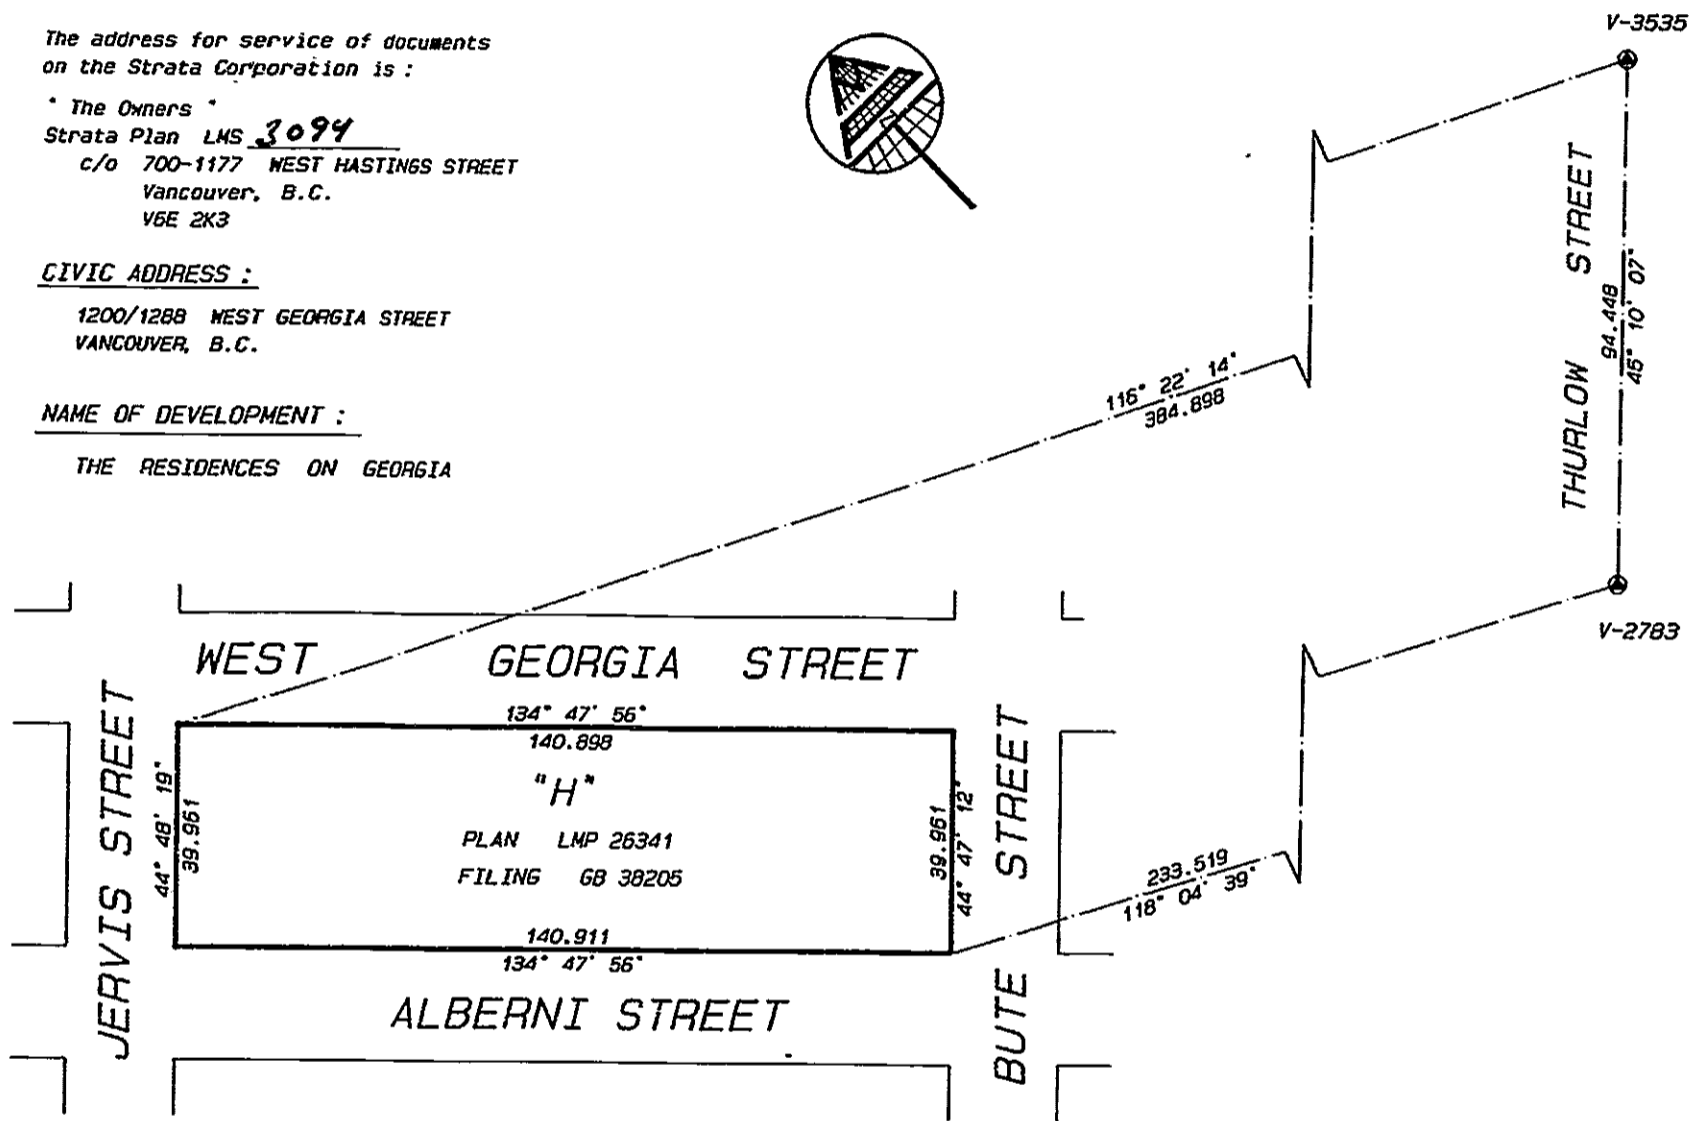 The address for service of documents
on the Strata Corporation is :
" The Owners "
Strata Plan LMS 3094
c/o 700-1177 WEST HASTINGS STREET
Vancouver, B.C.
V6E 2K3
CIVIC ADDRESS :
1200/1288 WEST GEORGIA STREET
VANCOUVER, B.C.
NAME OF DEVELOPMENT :
THE RESIDENCES ON GEORGIA
V-3535
THURLOW STREET
94.448
45° 10' 07"
V-2783
116° 22' 14"
384.898
WEST GEORGIA STREET
134° 47' 56"
140.898
"H"
PLAN LMP 26341
FILING GB 38205
140.911
134° 47' 56"
JERVIS STREET
44° 48' 19"
39.961
39.961
44° 47' 12"
BUTE STREET
233.519
118° 04' 39"
ALBERNI STREET